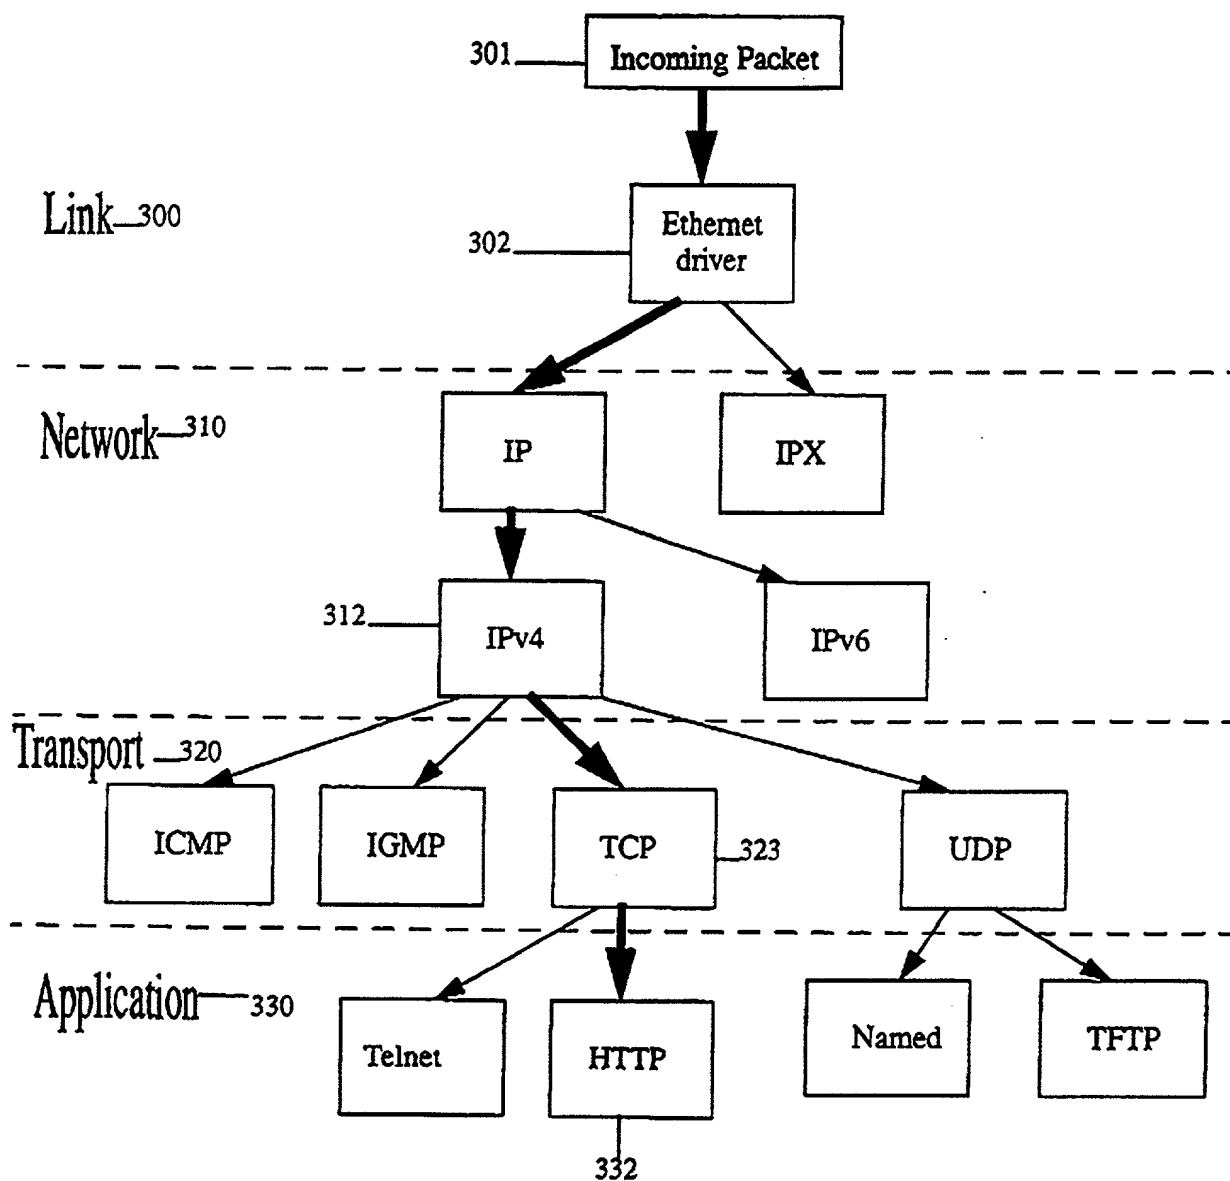 301 Incoming Packet
Link 300
302 Ethernet
driver
Network 310
IP IPX
312 IPv4 IPv6
Transport 320
ICMP IGMP TCP 323 UDP
Application 330
Telnet HTTP Named TFTP
332